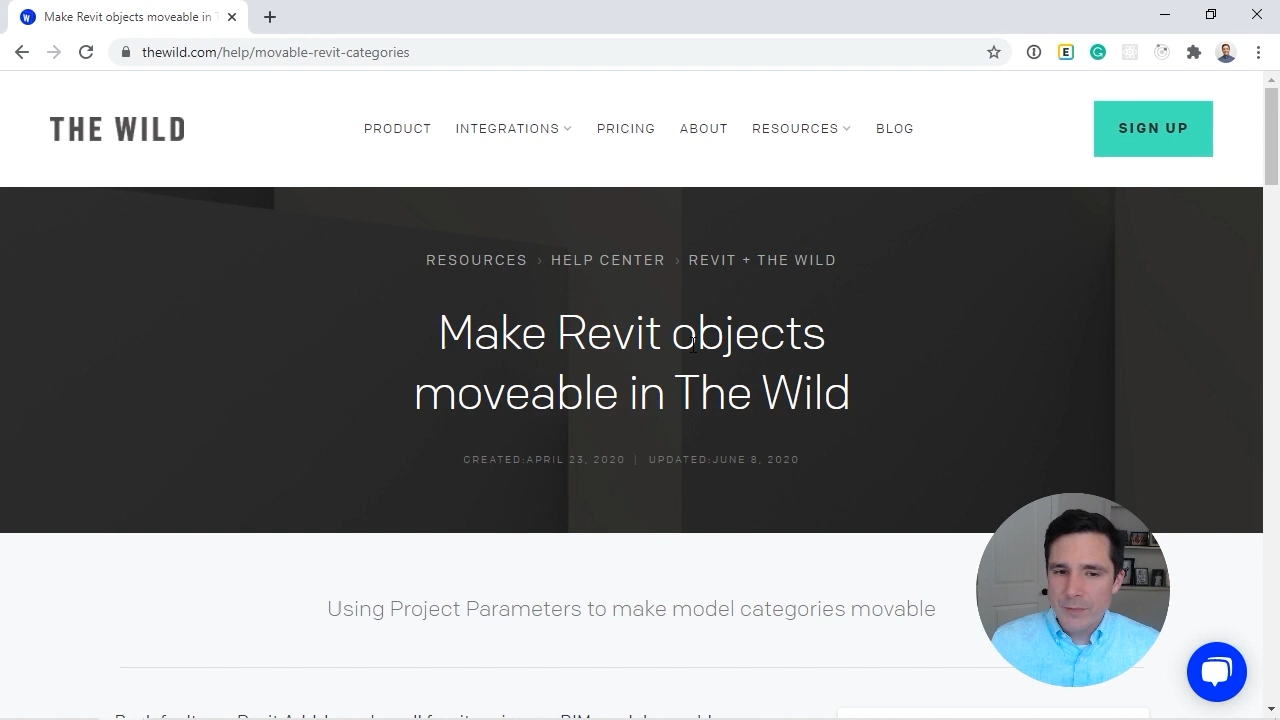 Make Revit objects moveable in
thewild.com/help/movable-revit-categories
THE WILD
PRODUCT INTEGRATIONS PRICING ABOUT RESOURCES BLOG
SIGN UP
RESOURCES › HELP CENTER › REVIT + THE WILD
Make Revit objects
moveable in The Wild
CREATED:APRIL 23, 2020 | UPDATED:JUNE 8, 2020
Using Project Parameters to make model categories movable